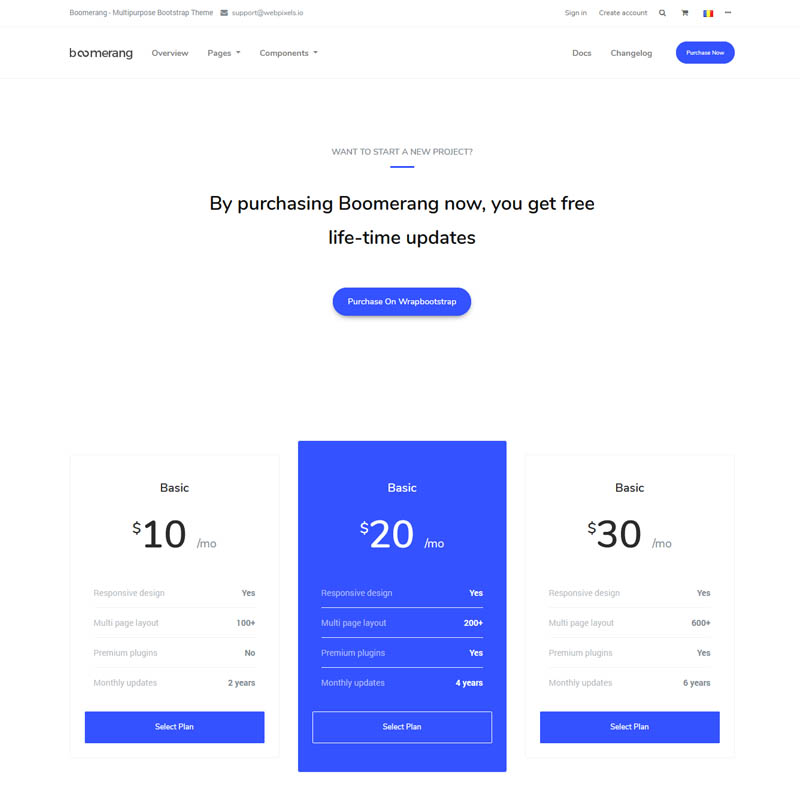 Boomerang - Multipurpose Bootstrap Theme support@webpixels.io Sign in Create account
boomerang Overview Pages Components Docs Changelog Purchase Now
WANT TO START A NEW PROJECT?
By purchasing Boomerang now, you get free
life-time updates
Purchase On Wrapbootstrap
Basic
$10 /mo
Responsive design Yes
Multi page layout 100+
Premium plugins No
Monthly updates 2 years
Select Plan
Basic
$20 /mo
Responsive design Yes
Multi page layout 200+
Premium plugins Yes
Monthly updates 4 years
Select Plan
Basic
$30 /mo
Responsive design Yes
Multi page layout 600+
Premium plugins Yes
Monthly updates 6 years
Select Plan